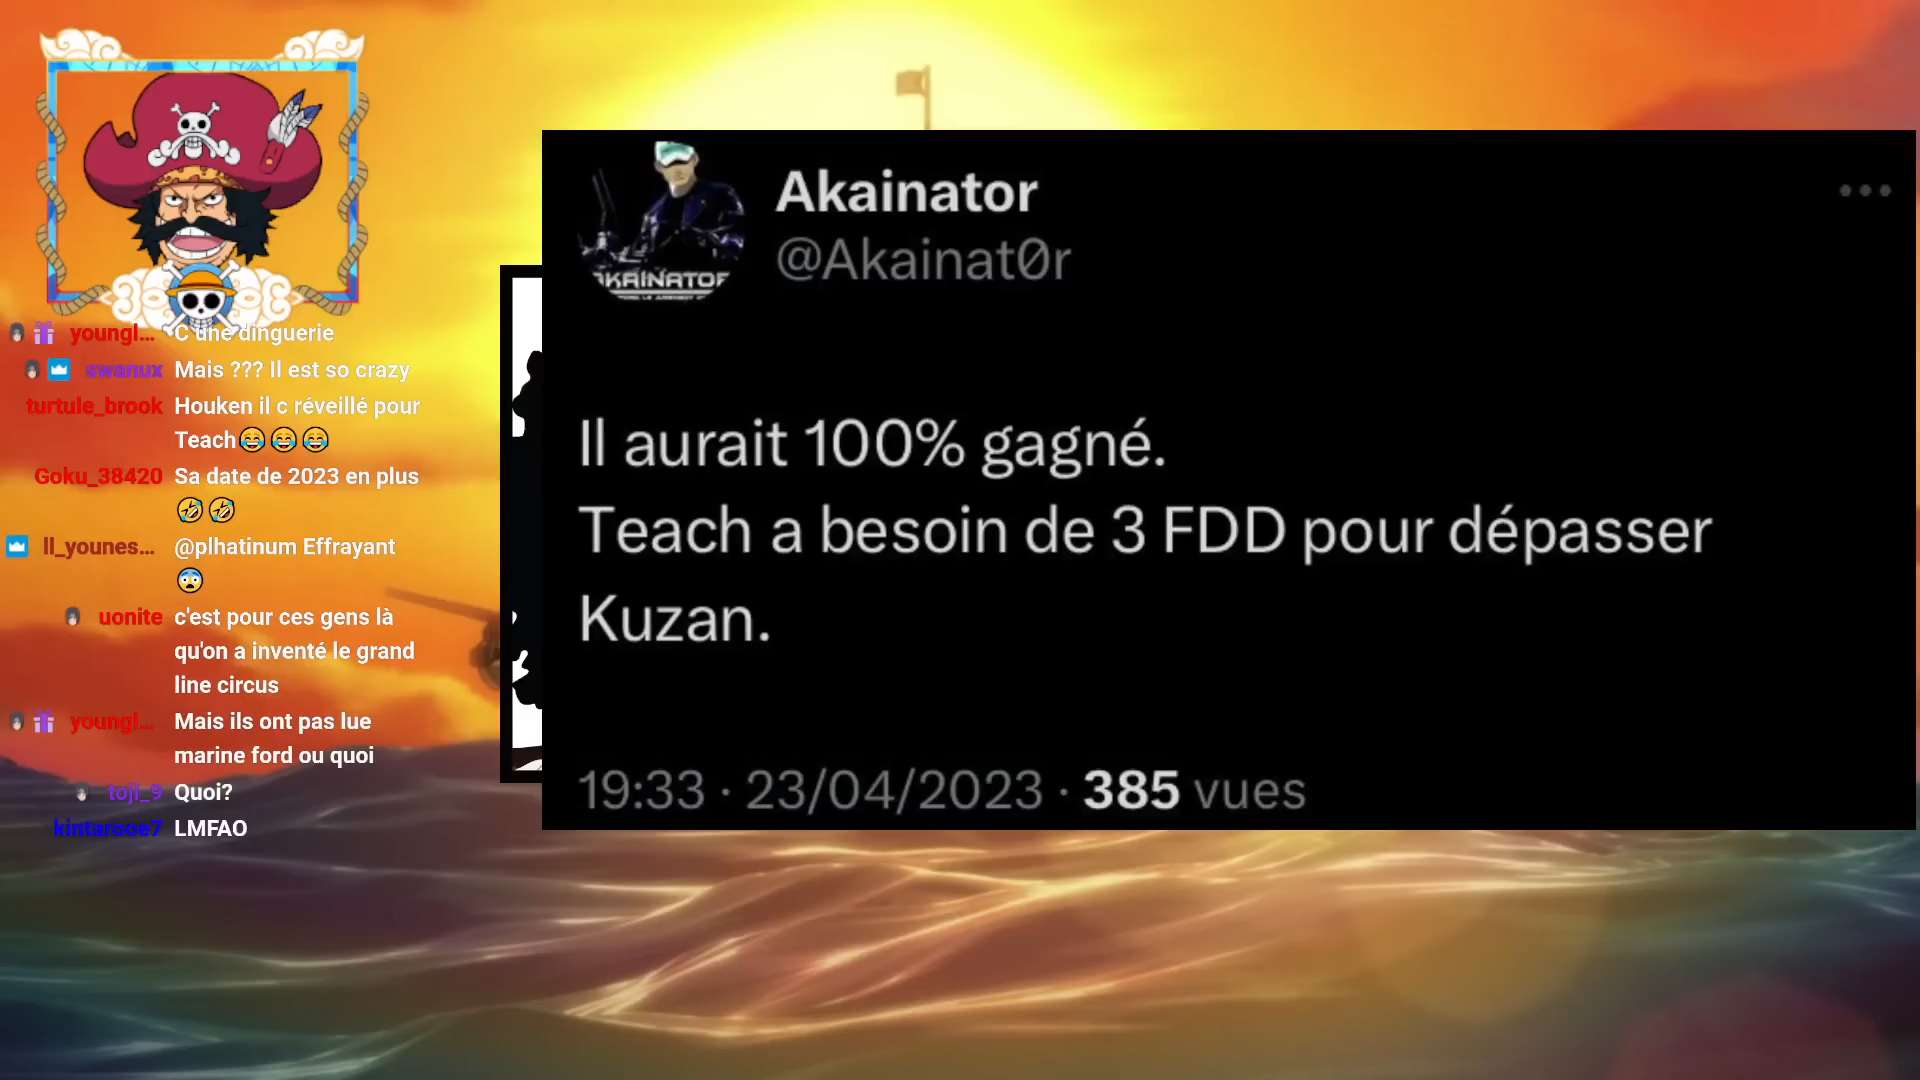 C une dinguerie
youngl...
swanux Mais ??? Il est so crazy
turtule_brook Houken il c réveillé pour
Teach😂😂😂
Goku_38420 Sa date de 2023 en plus
🤣🤣
ll_younes... @plhatinum Effrayant
😨
uonite c'est pour ces gens là
qu'on a inventé le grand
line circus
youngl... Mais ils ont pas lue
marine ford ou quoi
toji_9 Quoi?
kintarooe7 LMFAO
Akainator
@Akainat0r
AKAINATOR
Il aurait 100% gagné.
Teach a besoin de 3 FDD pour dépasser
Kuzan.
19:33 · 23/04/2023 · 385 vues